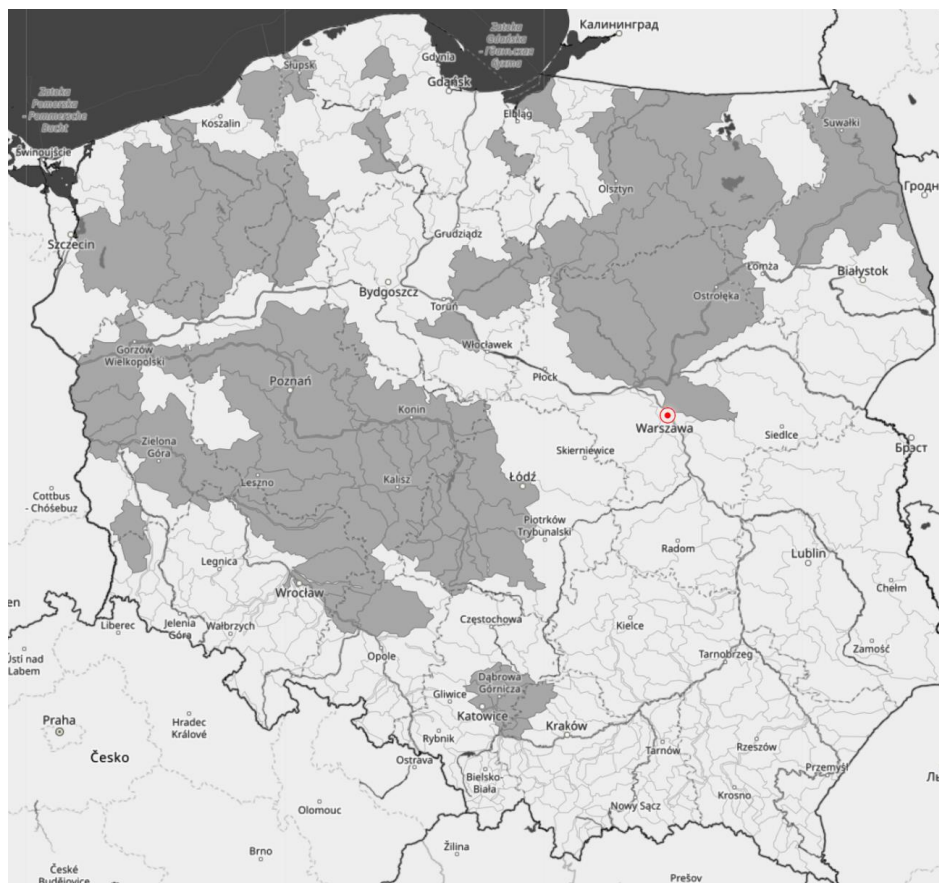 Калининград
Zatoka
Gdańska
- Гданьская
бухта
Gdynia
Słupsk
Gdańsk
Zatoka
Pomorska
- Pommersche
Bucht
Koszalin
Elbląg
Suwałki
Świnoujście
Olsztyn
Гродн
Szczecin
Grudziądz
Łomża
Białystok
Bydgoszcz
Ostrołęka
Toruń
Gorzów
Wielkopolski
Włocławek
Płock
Poznań
Konin
Warszawa
Siedlce
Брэст
Zielona
Góra
Skierniewice
Leszno
Kalisz
Łódź
Cottbus
- Chóśebuz
Piotrków
Trybunalski
Radom
Lublin
Legnica
Wrocław
Chełm
en
Liberec
Jelenia
Góra
Wałbrzych
Częstochowa
Kielce
Zamość
Ústí nad
Labem
Opole
Tarnobrzeg
Dąbrowa
Górnicza
Gliwice
Katowice
Praha
Hradec
Králové
Rybnik
Kraków
Tarnów
Rzeszów
Przemyśl
Česko
Ostrava
Bielsko-
Biała
Krosno
Ль
Olomouc
Nowy Sącz
Brno
Žilina
České
Budějovice
Prešov